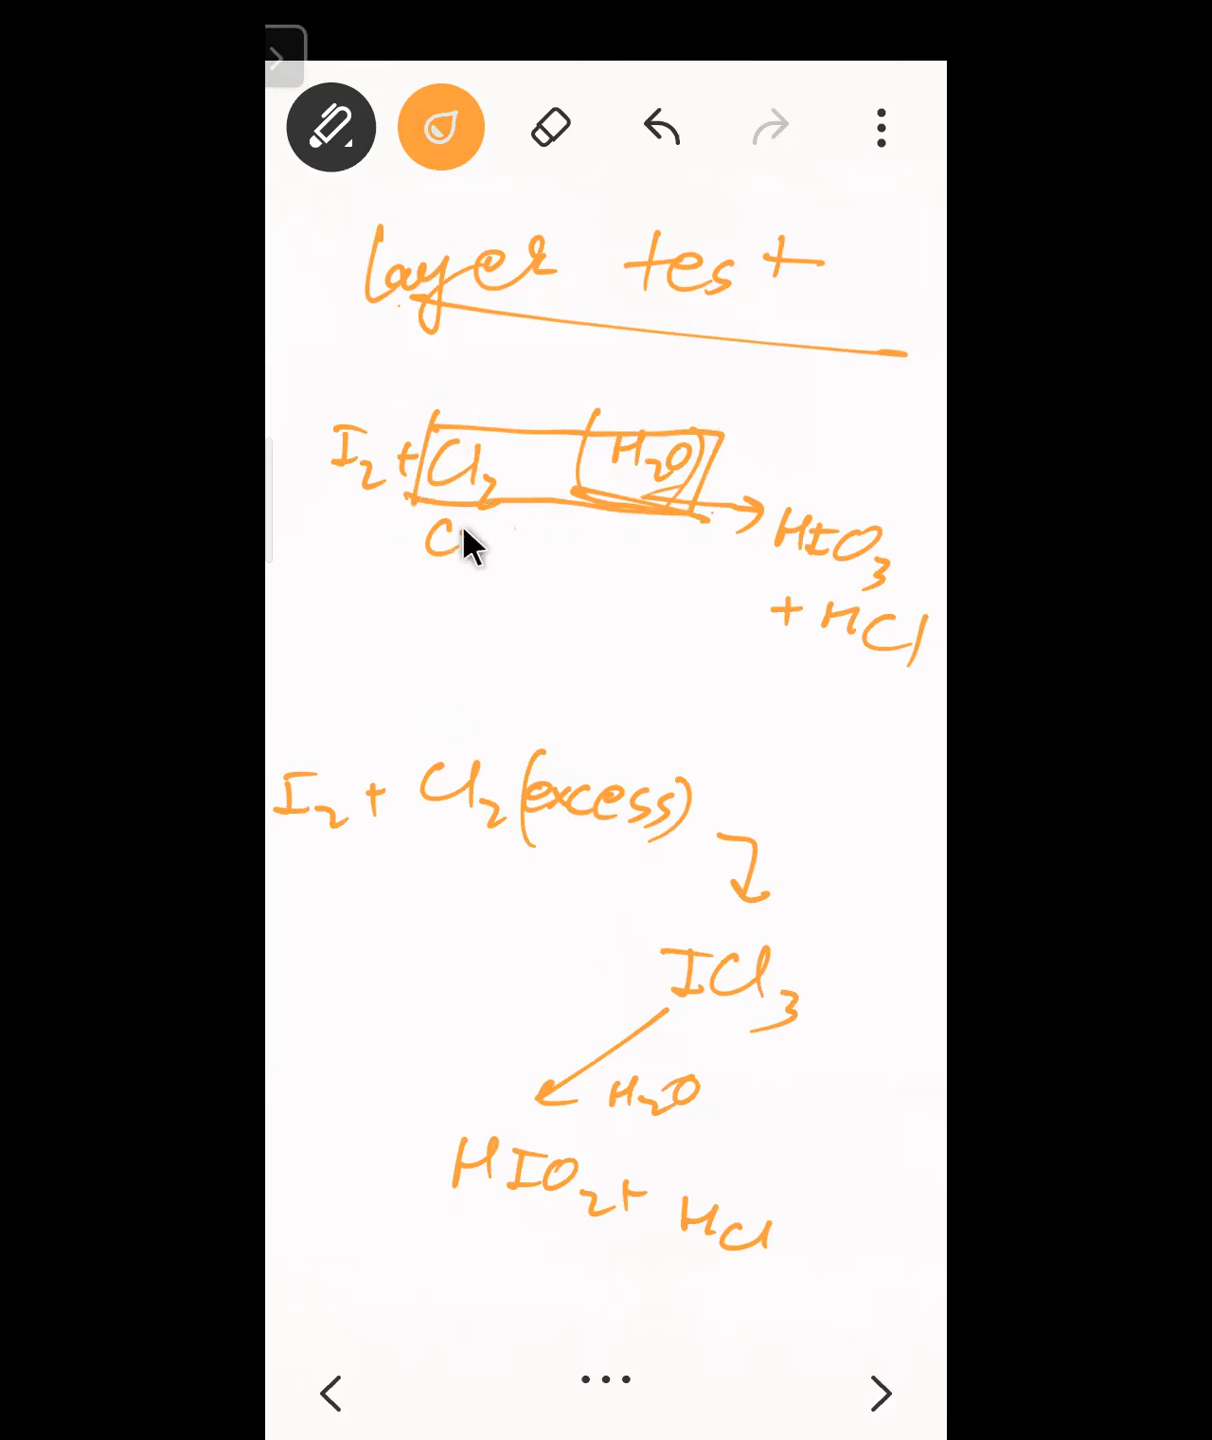 Layer test
I2 + Cl2 (H2O) → HIO3
C
+ HCl
I2 + Cl2 (excess)
ICl3
H2O
HIO2 + HCl